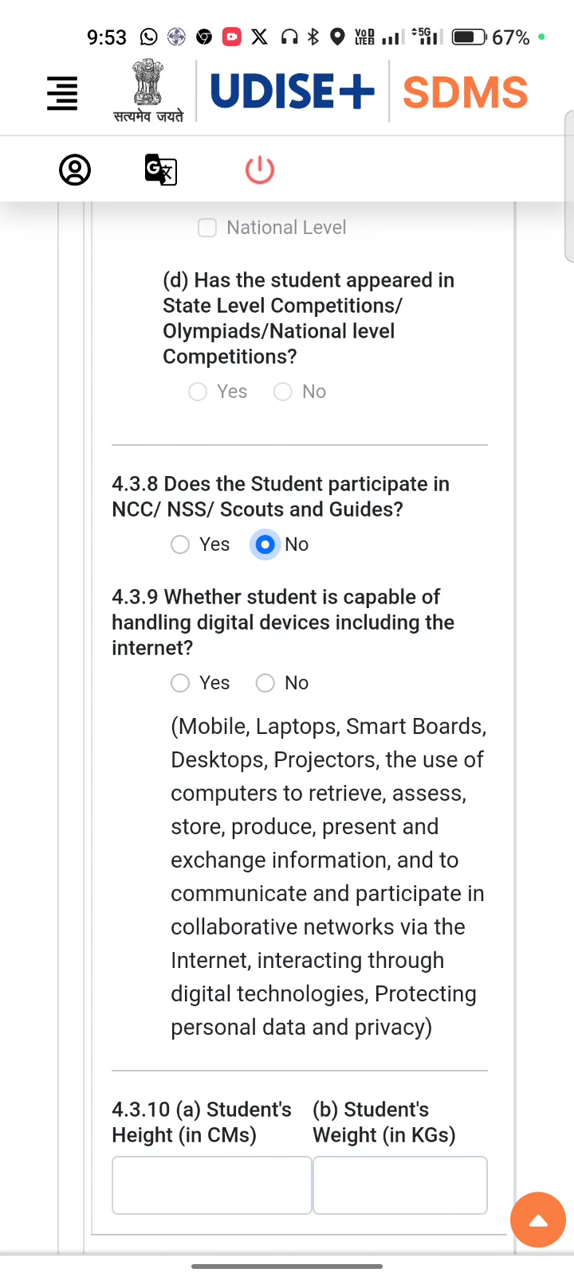 9:53 VoD LTED 5G 67%
सत्यमेव जयते
UDISE+
SDMS
National Level
(d) Has the student appeared in
State Level Competitions/
Olympiads/National level
Competitions?
Yes No
4.3.8 Does the Student participate in
NCC/ NSS/ Scouts and Guides?
Yes No
4.3.9 Whether student is capable of
handling digital devices including the
internet?
Yes No
(Mobile, Laptops, Smart Boards,
Desktops, Projectors, the use of
computers to retrieve, assess,
store, produce, present and
exchange information, and to
communicate and participate in
collaborative networks via the
Internet, interacting through
digital technologies, Protecting
personal data and privacy)
4.3.10 (a) Student's (b) Student's
Height (in CMs) Weight (in KGs)